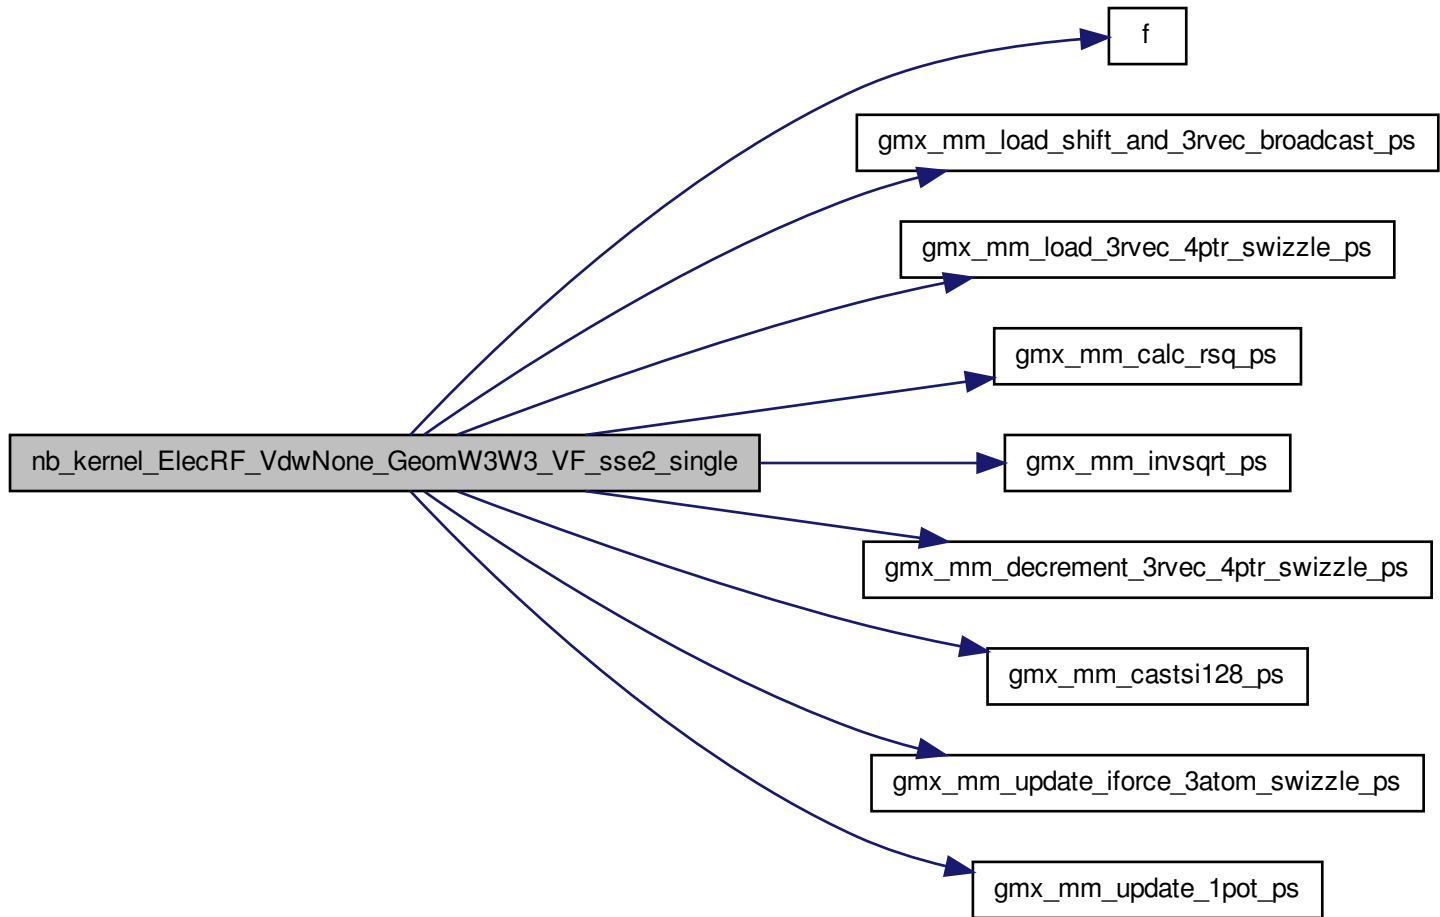 f
gmx_mm_load_shift_and_3rvec_broadcast_ps
gmx_mm_load_3rvec_4ptr_swizzle_ps
gmx_mm_calc_rsq_ps
nb_kernel_ElecRF_VdwNone_GeomW3W3_VF_sse2_single
gmx_mm_invsqrt_ps
gmx_mm_decrement_3rvec_4ptr_swizzle_ps
gmx_mm_castsi128_ps
gmx_mm_update_iforce_3atom_swizzle_ps
gmx_mm_update_1pot_ps